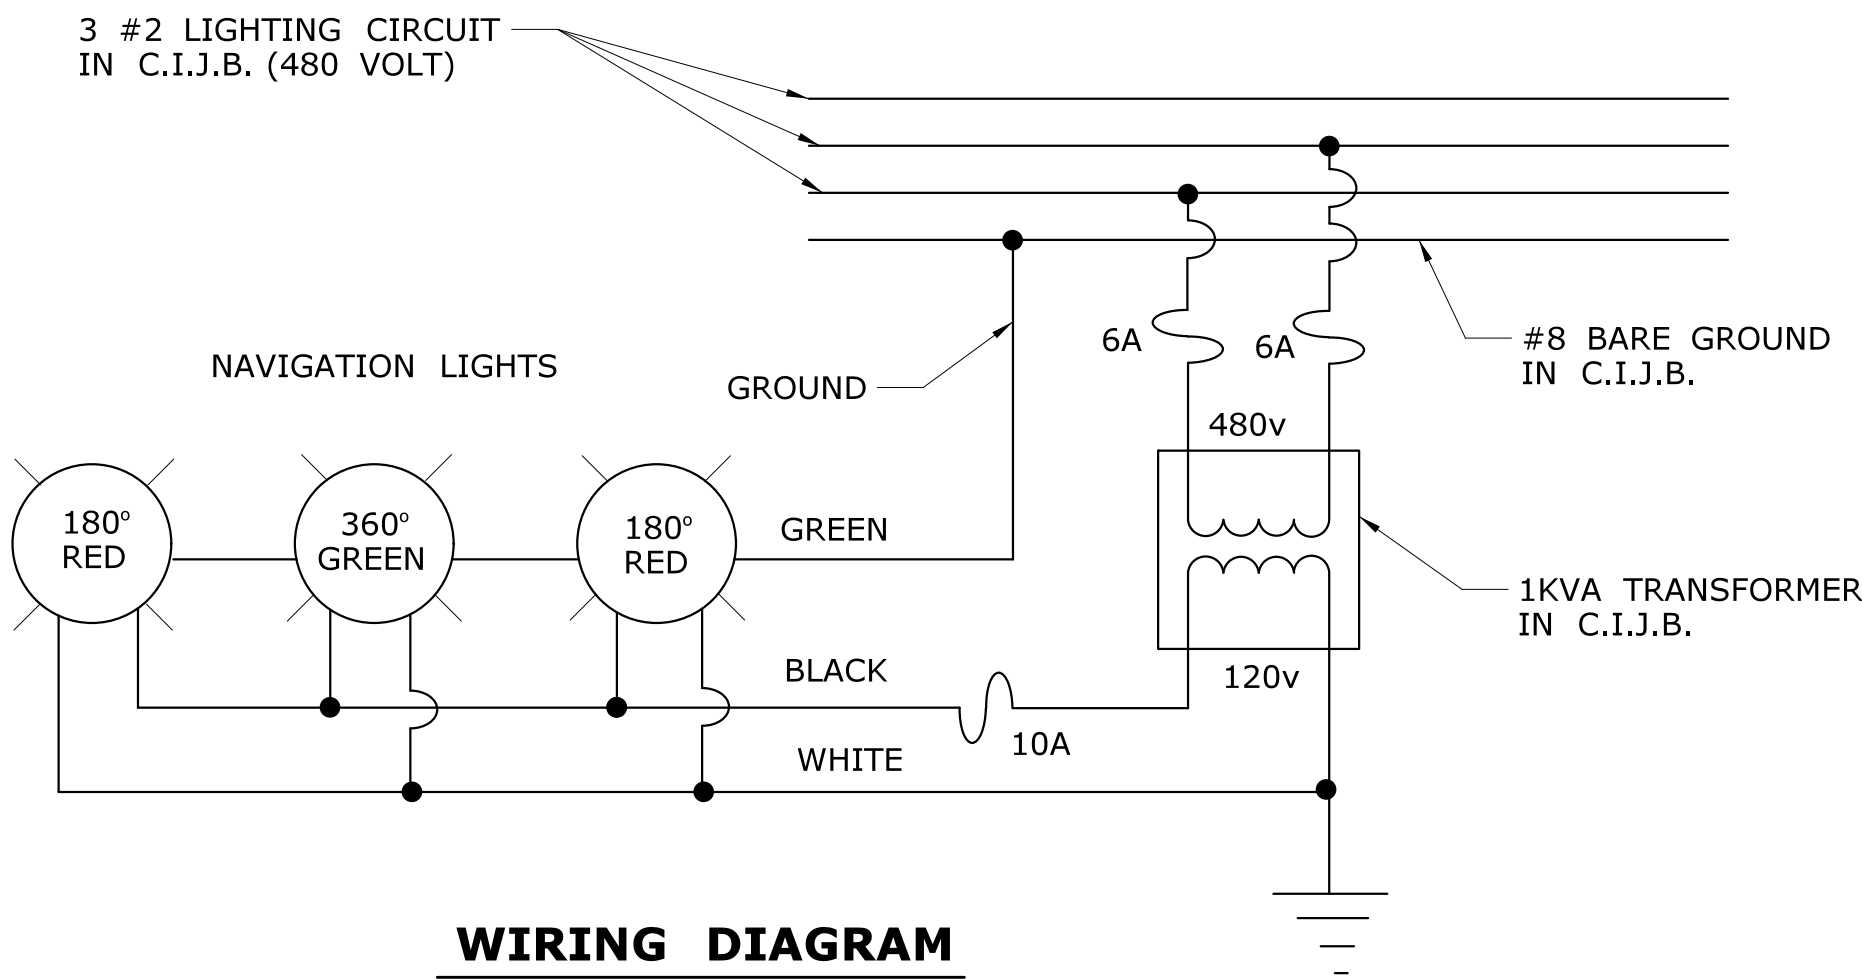 3 #2 LIGHTING CIRCUIT
IN C.I.J.B. (480 VOLT)
6A
6A
#8 BARE GROUND
IN C.I.J.B.
NAVIGATION LIGHTS
GROUND
480v
180° RED
360° GREEN
180° RED
GREEN
1KVA TRANSFORMER
IN C.I.J.B.
BLACK
120v
10A
WHITE
WIRING DIAGRAM